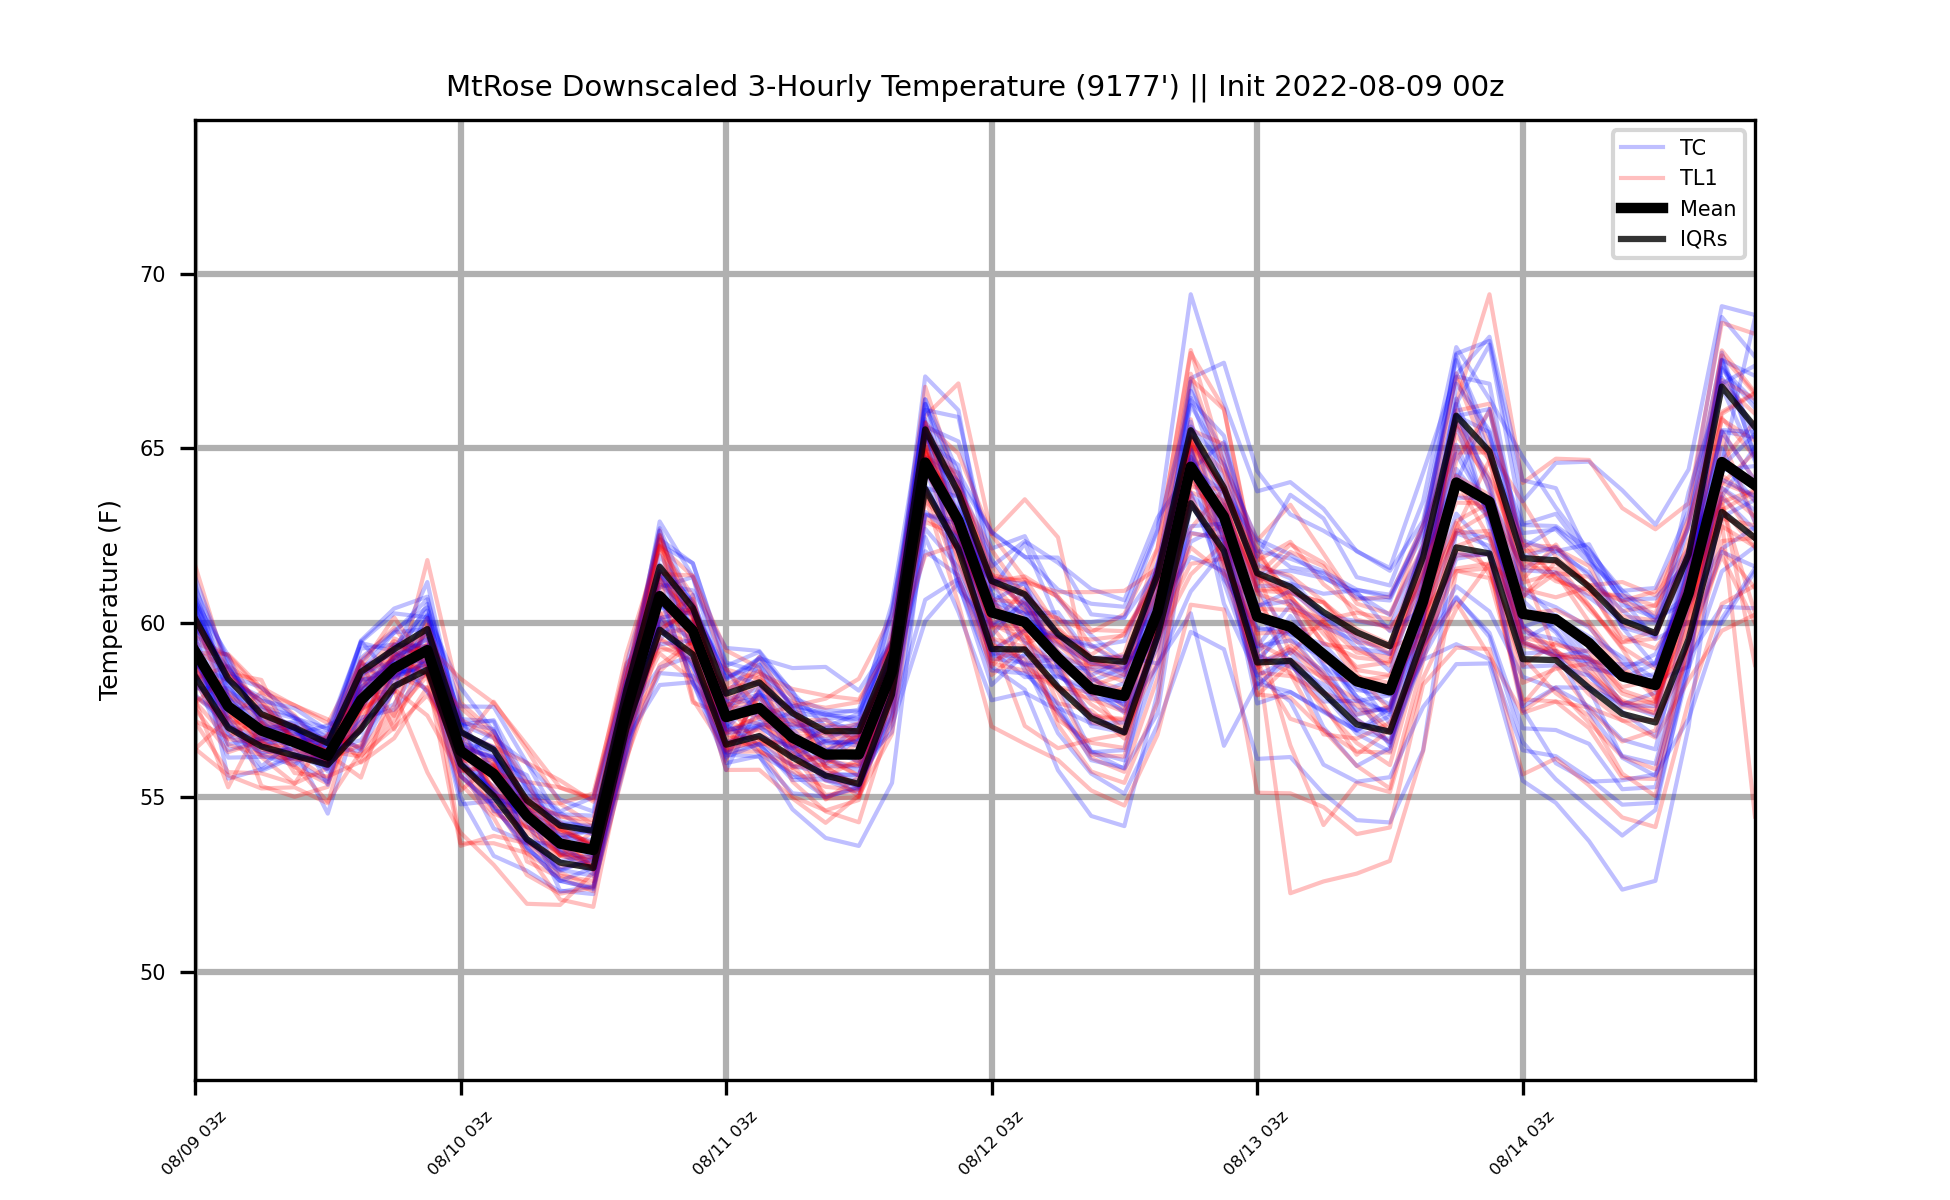 MtRose Downscaled 3-Hourly Temperature (9177') || Init 2022-08-09 00z
TC
TL1
Mean
IQRs
Temperature (F)
70
65
60
55
50
08/09 03z
08/10 03z
08/11 03z
08/12 03z
08/13 03z
08/14 03z